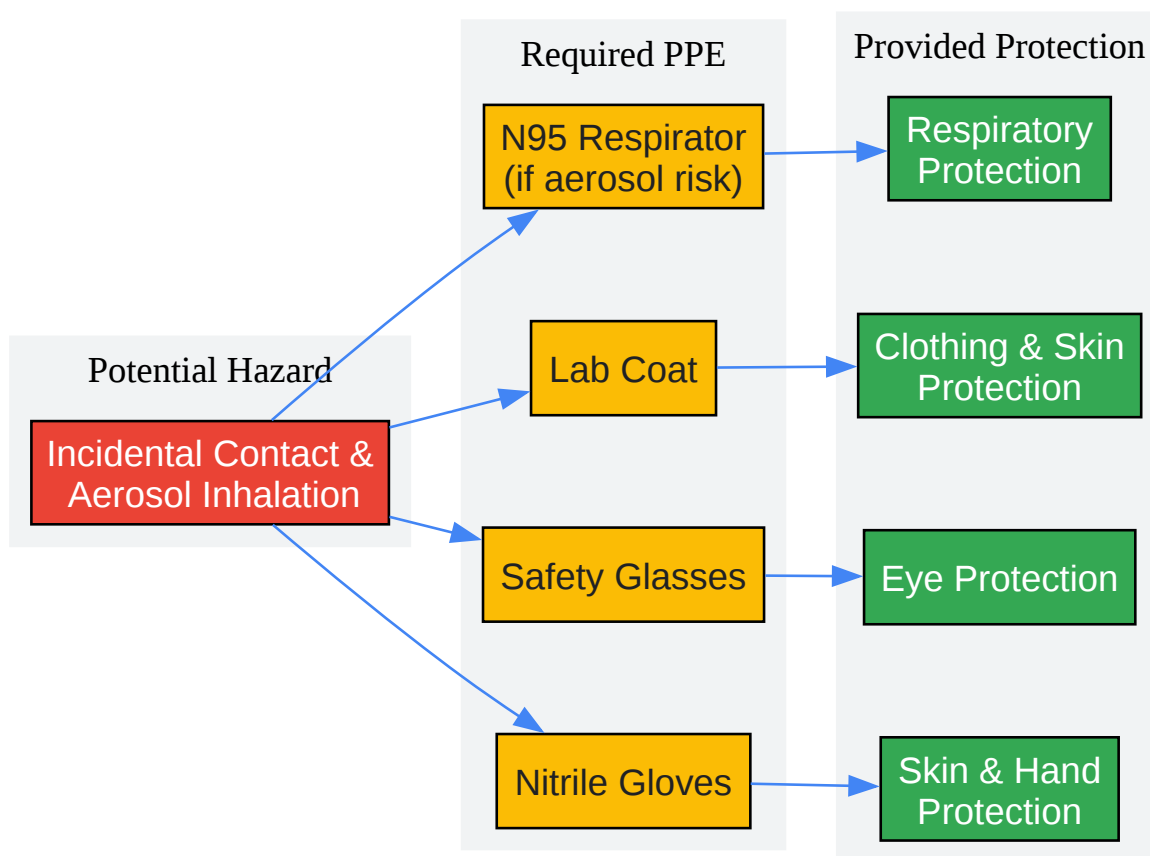 Potential Hazard
Incidental Contact &
Aerosol Inhalation
Required PPE
N95 Respirator
(if aerosol risk)
Lab Coat
Safety Glasses
Nitrile Gloves
Provided Protection
Respiratory
Protection
Clothing & Skin
Protection
Eye Protection
Skin & Hand
Protection